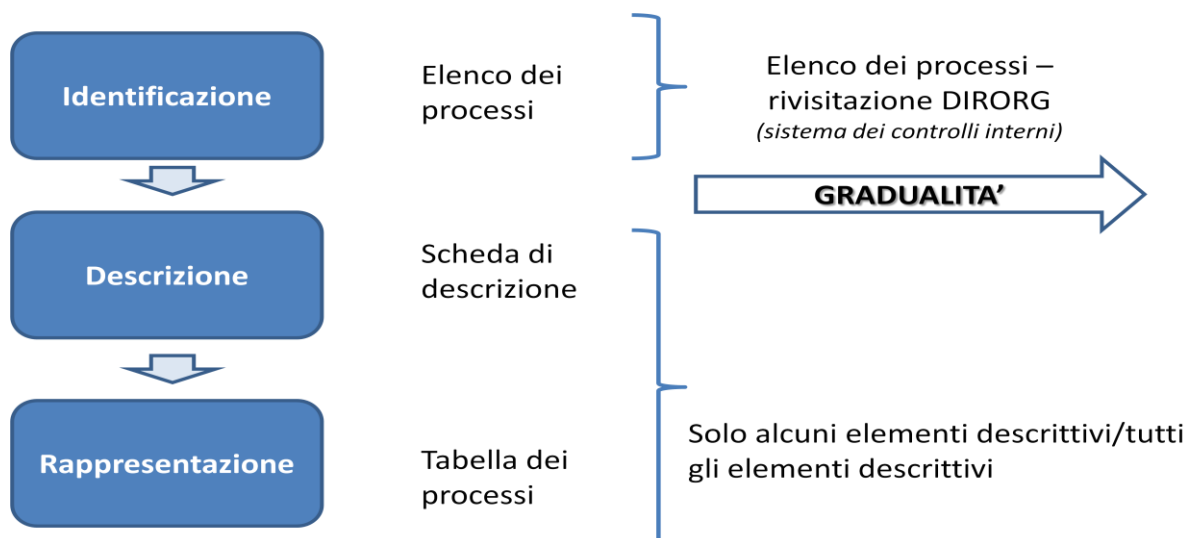 Identificazione
Elenco dei
processi
Elenco dei processi –
rivisitazione DIRORG
(sistema dei controlli interni)
GRADUALITA’
Descrizione
Scheda di
descrizione
Rappresentazione
Tabella dei
processi
Solo alcuni elementi descrittivi/tutti
gli elementi descrittivi